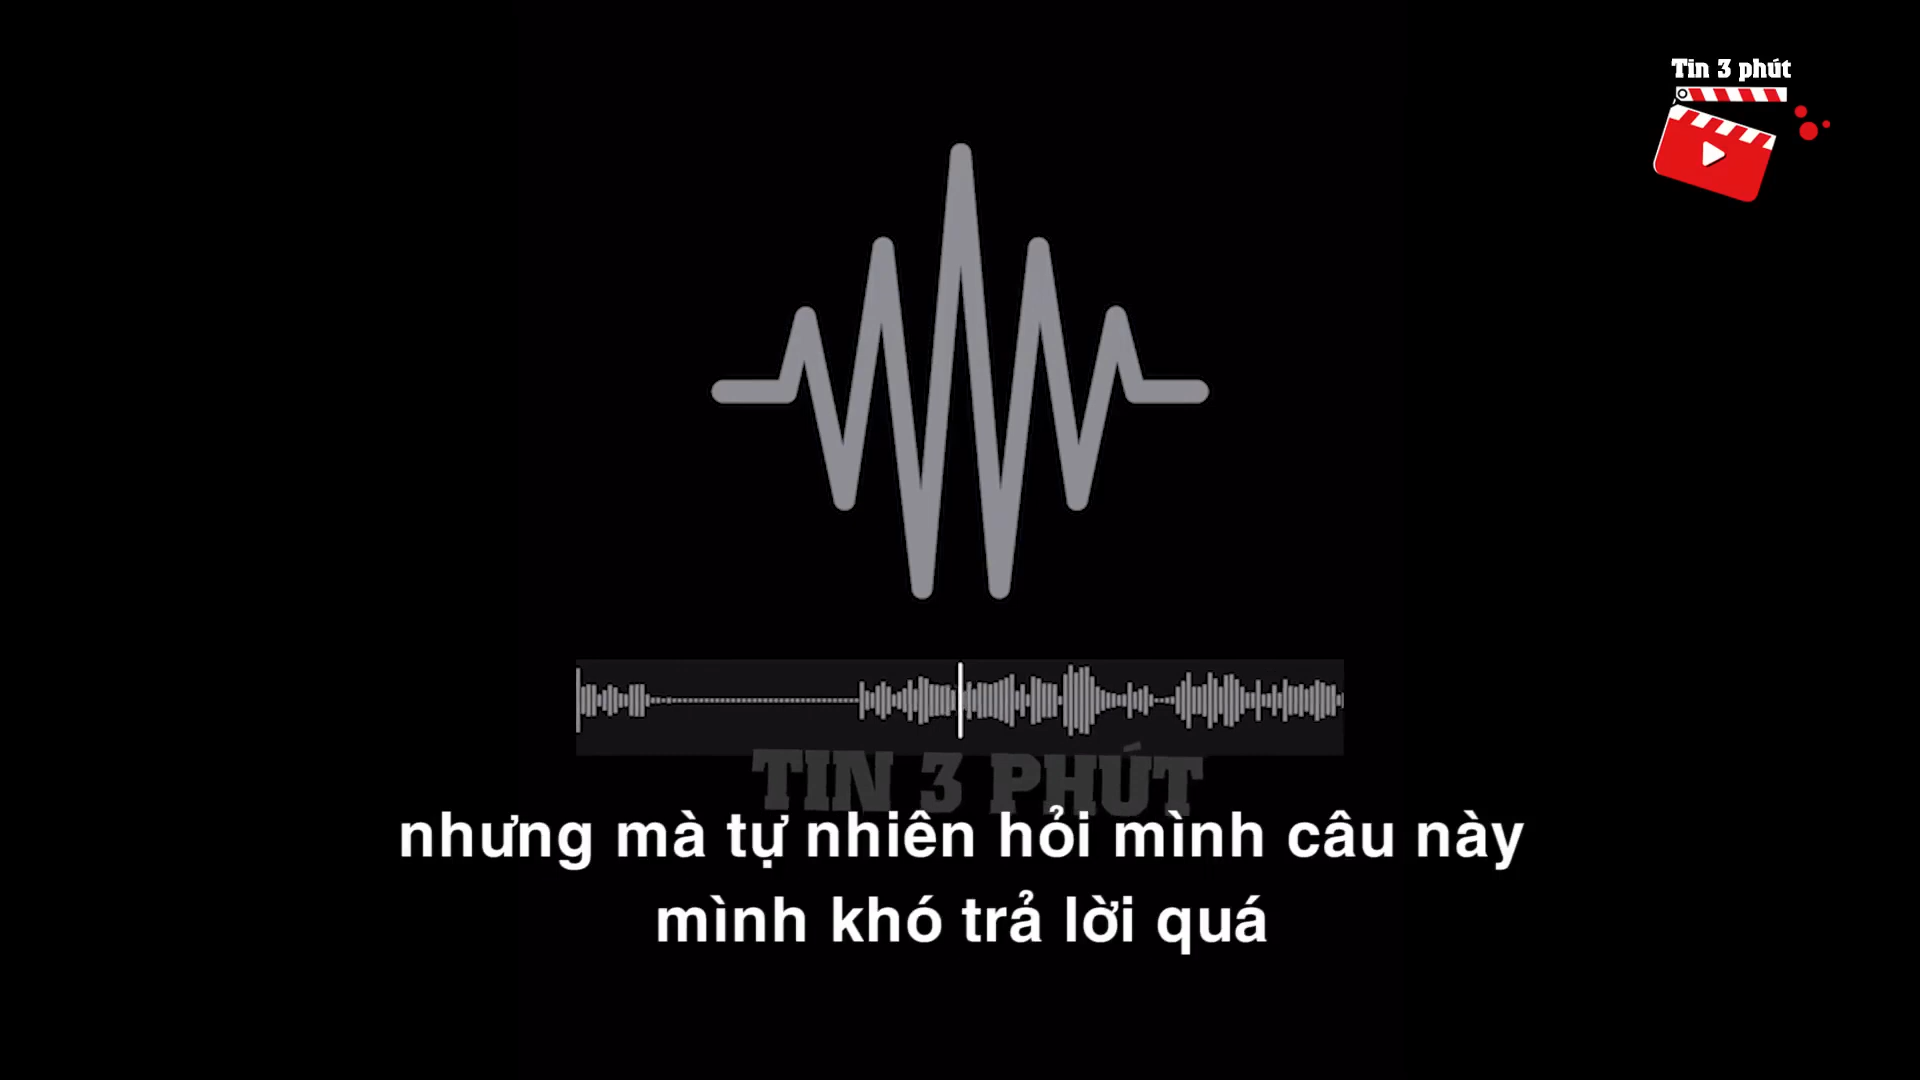 Tin 3 phút
TIN 3 PHÚT
nhưng mà tự nhiên hỏi mình câu này
mình khó trả lời quá